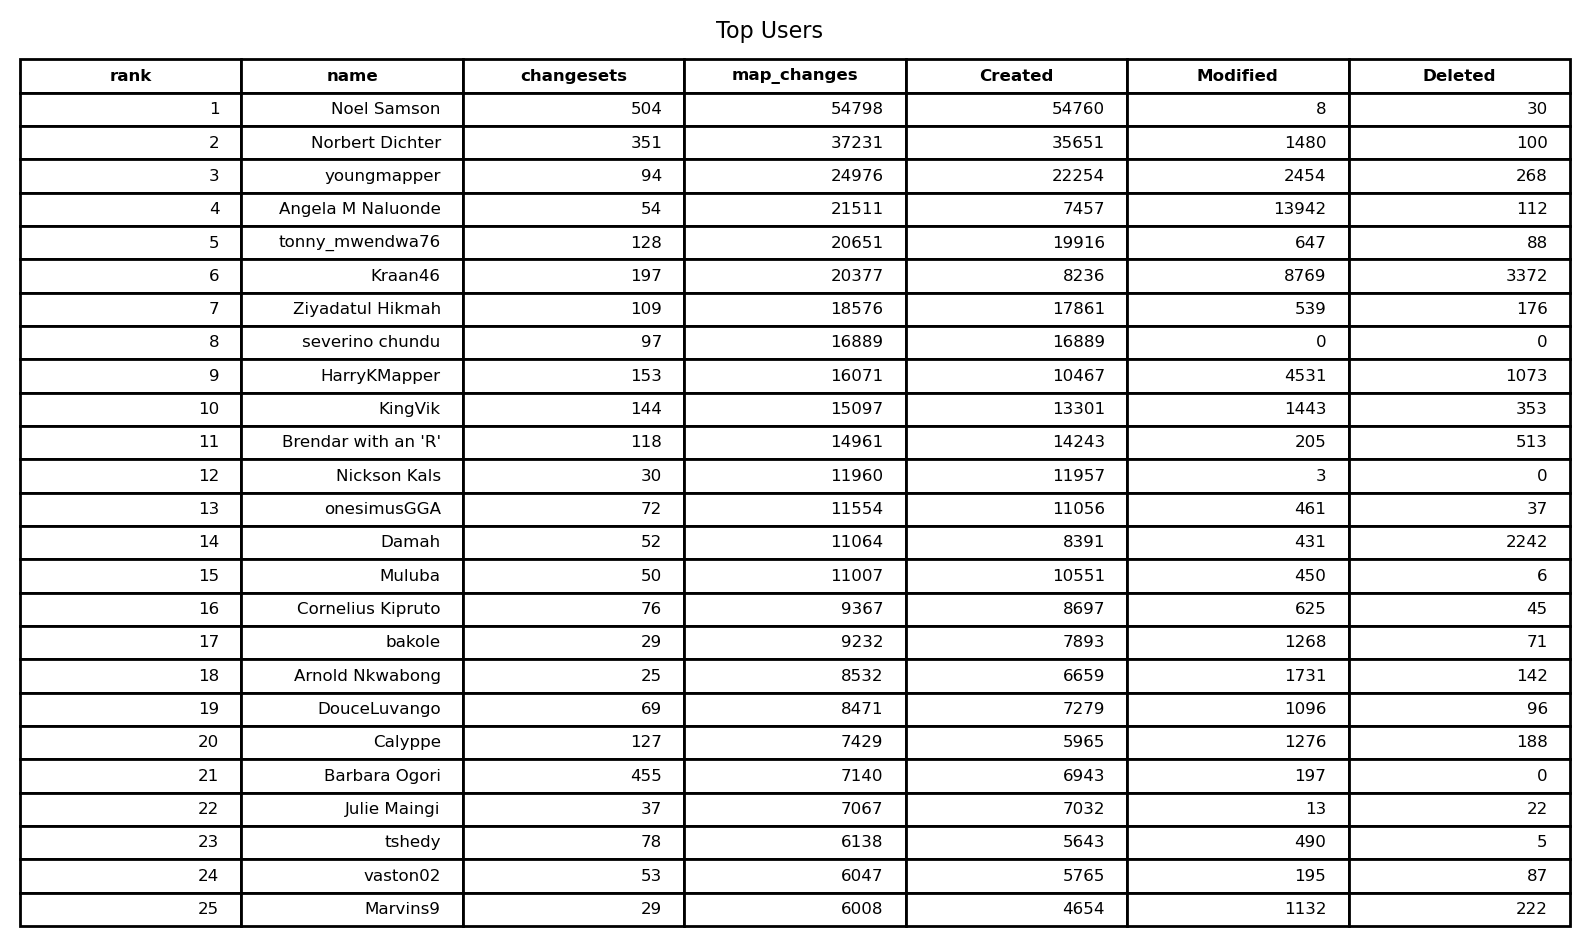 Top Users
rank name changesets map_changes Created Modified Deleted
1 Noel Samson 504 54798 54760 8 30
2 Norbert Dichter 351 37231 35651 1480 100
3 youngmapper 94 24976 22254 2454 268
4 Angela M Naluonde 54 21511 7457 13942 112
5 tonny_mwendwa76 128 20651 19916 647 88
6 Kraan46 197 20377 8236 8769 3372
7 Ziyadatul Hikmah 109 18576 17861 539 176
8 severino chundu 97 16889 16889 0 0
9 HarryKMapper 153 16071 10467 4531 1073
10 KingVik 144 15097 13301 1443 353
11 Brendar with an 'R' 118 14961 14243 205 513
12 Nickson Kals 30 11960 11957 3 0
13 onesimusGGA 72 11554 11056 461 37
14 Damah 52 11064 8391 431 2242
15 Muluba 50 11007 10551 450 6
16 Cornelius Kipruto 76 9367 8697 625 45
17 bakole 29 9232 7893 1268 71
18 Arnold Nkwabong 25 8532 6659 1731 142
19 DouceLuvango 69 8471 7279 1096 96
20 Calyppe 127 7429 5965 1276 188
21 Barbara Ogori 455 7140 6943 197 0
22 Julie Maingi 37 7067 7032 13 22
23 tshedy 78 6138 5643 490 5
24 vaston02 53 6047 5765 195 87
25 Marvins9 29 6008 4654 1132 222